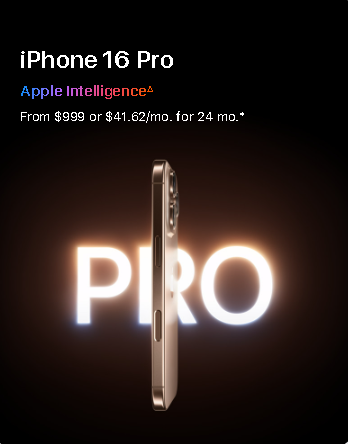 iPhone 16 Pro
Apple Intelligence△
From $999 or $41.62/mo. for 24 mo.*
PRO